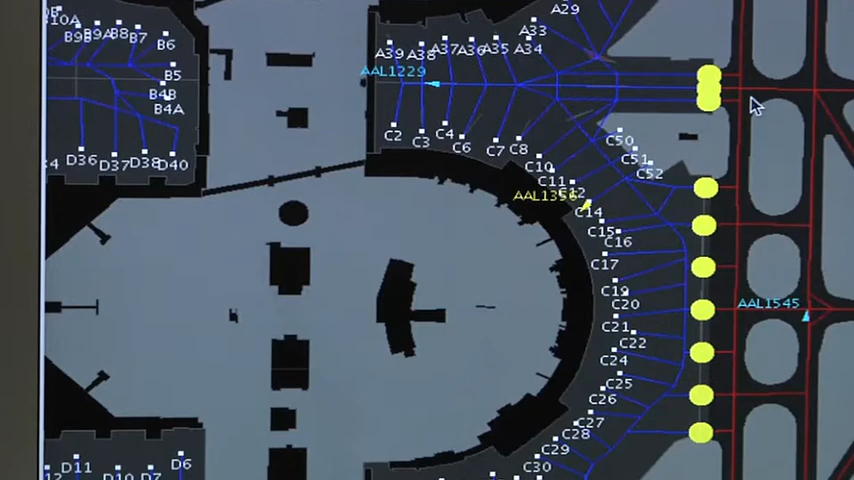 A29
A33
B9B
B9A
B8
B7
B6
A39
A38
A37
A36
A35
A34
B5
AAL1229
B4B
B4A
C2
C3
C4
C6
C7
C8
C50
C51
C52
D36
D37
D38
D40
C10
C11
C12
AAL1356
C14
C15
C16
C17
C19
C20
AAL1545
C21
C22
C24
C25
C26
C27
C28
C29
C30
D11
D6
D10
D7